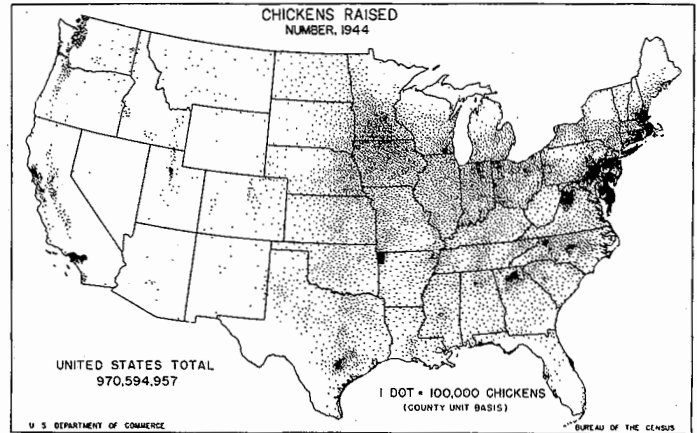 CHICKENS RAISED
NUMBER, 1944
UNITED STATES TOTAL
970,594,957
1 DOT = 100,000 CHICKENS
(COUNTY UNIT BASIS)
U S DEPARTMENT OF COMMERCE
BUREAU OF THE CENSUS